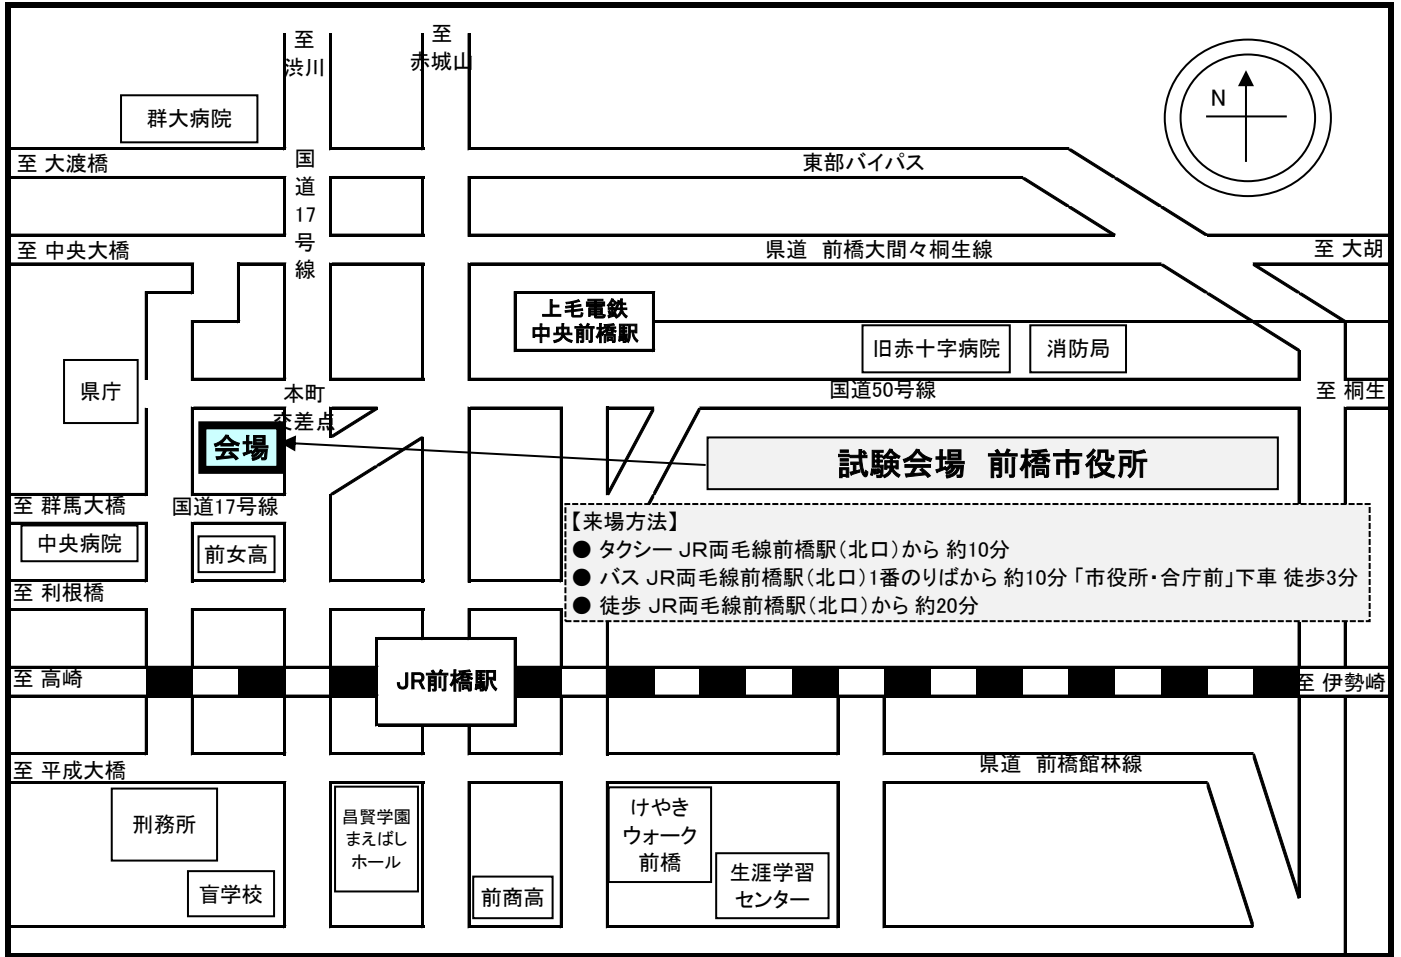 至
渋川
至
赤城山
N
群大病院
至 大渡橋
国
道
17
号
線
東部バイパス
至 中央大橋
県道 前橋大間々桐生線
至 大胡
上毛電鉄
中央前橋駅
旧赤十字病院
消防局
県庁
本町
交差点
国道50号線
至 桐生
会場
試験会場 前橋市役所
至 群馬大橋
国道17号線
中央病院
前女高
【来場方法】
● タクシー JR両毛線前橋駅(北口)から 約10分
● バス JR両毛線前橋駅(北口)1番のりばから 約10分 「市役所・合庁前」下車 徒歩3分
● 徒歩 JR両毛線前橋駅(北口)から 約20分
至 利根橋
至 高崎
JR前橋駅
至 伊勢崎
至 平成大橋
県道 前橋館林線
刑務所
昌賢学園
まえばし
ホール
けやき
ウォーク
前橋
盲学校
前商高
生涯学習
センター